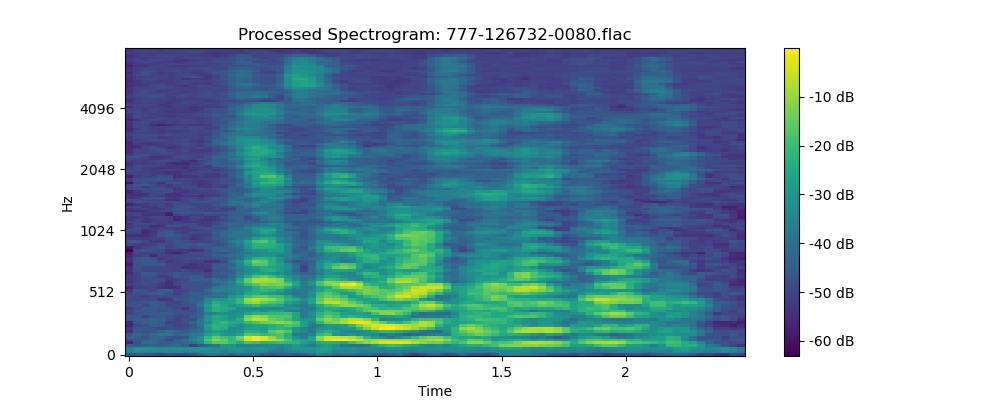 Processed Spectrogram: 777-126732-0080.flac
4096
2048
1024
512
0
Hz
0 0.5 1 1.5 2
Time
-10 dB
-20 dB
-30 dB
-40 dB
-50 dB
-60 dB